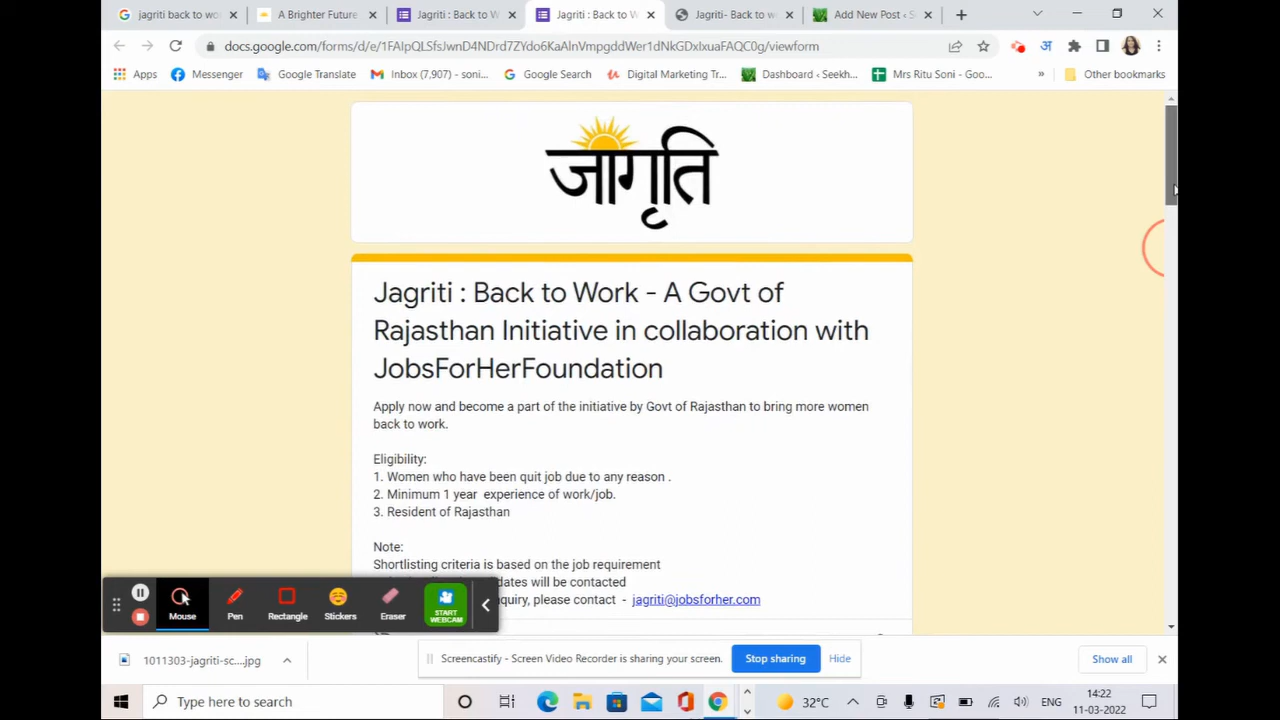 jagriti back to wo
A Brighter Future
Jagriti : Back to W
Jagriti : Back to W
Jagriti- Back to w
Add New Post ‹ S
docs.google.com/forms/d/e/1FAIpQLSfsJwnD4NDrd7ZYdo6KaAlnVmpgddWer1dNkGDxIxuaFAQC0g/viewform
अ
Apps
Messenger
Google Translate
Inbox (7,907) - soni...
Google Search
Digital Marketing Tr...
Dashboard ‹ Seekh...
Mrs Ritu Soni - Goo...
»
Other bookmarks
जागृति
Jagriti : Back to Work - A Govt of
Rajasthan Initiative in collaboration with
JobsForHerFoundation
Apply now and become a part of the initiative by Govt of Rajasthan to bring more women
back to work.
Eligibility:
1. Women who have been quit job due to any reason .
2. Minimum 1 year experience of work/job.
3. Resident of Rajasthan
Note:
Shortlisting criteria is based on the job requirement
dates will be contacted
nquiry, please contact - jagriti@jobsforher.com
Mouse
Pen
Rectangle
Stickers
Eraser
START
WEBCAM
1011303-jagriti-sc....jpg
Screencastify - Screen Video Recorder is sharing your screen.
Stop sharing
Hide
Show all
Type here to search
32°C
ENG
14:22
11-03-2022